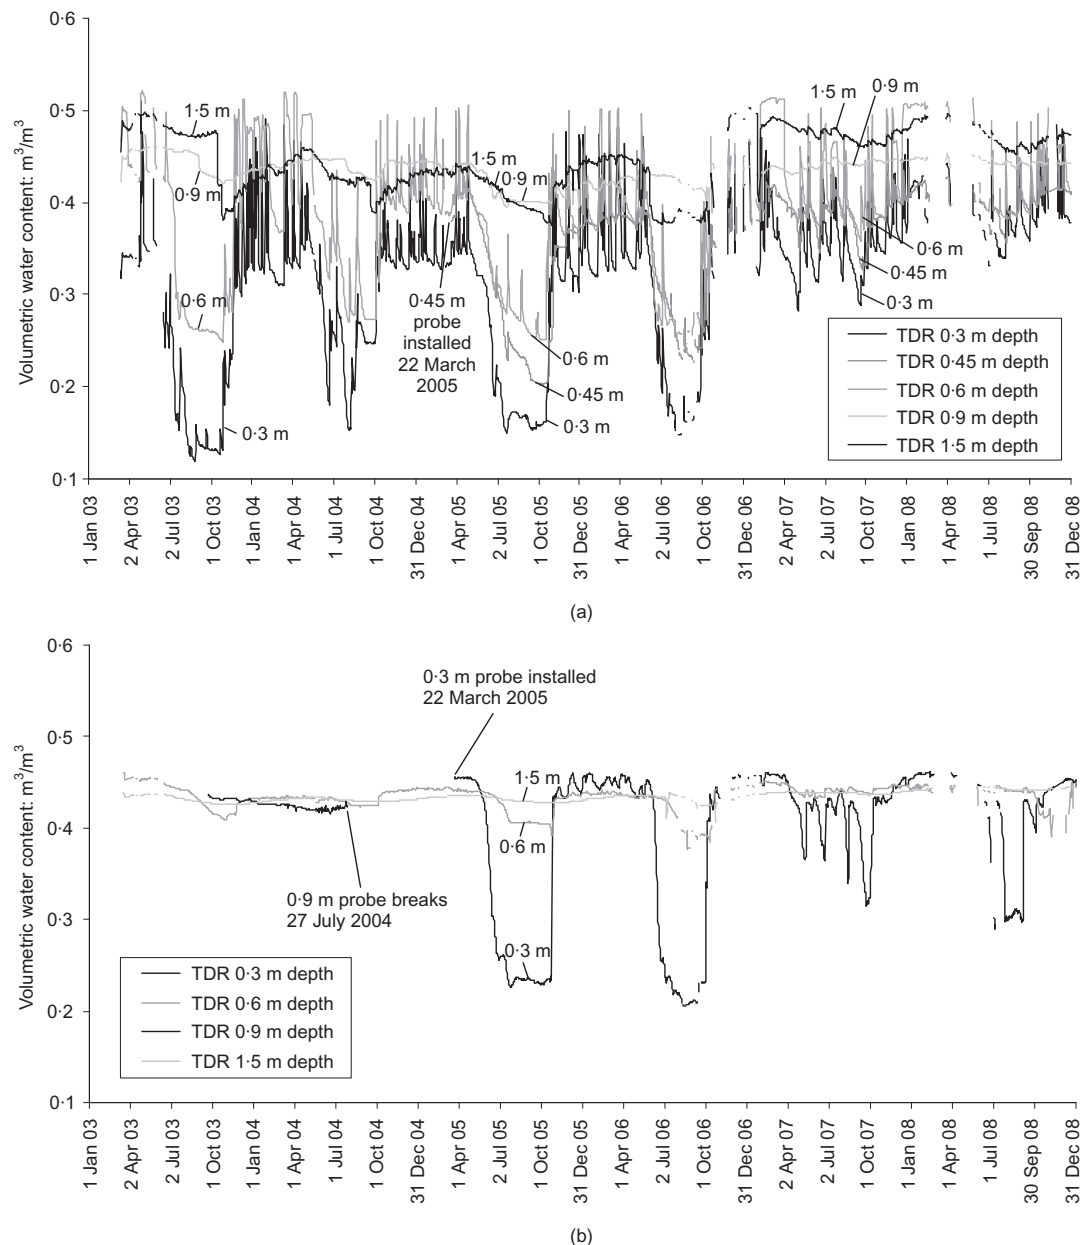 0·6
0·5
0·4
0·3
0·2
0·1
Volumetric water content: m³/m³
1·5 m
0·9 m
0·6 m
0·3 m
0·45 m
probe
installed
22 March
2005
1·5 m
0·9 m
0·6 m
0·45 m
0·3 m
1·5 m
0·9 m
0·6 m
0·45 m
0·3 m
TDR 0·3 m depth
TDR 0·45 m depth
TDR 0·6 m depth
TDR 0·9 m depth
TDR 1·5 m depth
1 Jan 03
2 Apr 03
2 Jul 03
1 Oct 03
1 Jan 04
1 Apr 04
1 Jul 04
1 Oct 04
31 Dec 04
1 Apr 05
2 Jul 05
1 Oct 05
31 Dec 05
1 Apr 06
2 Jul 06
1 Oct 06
31 Dec 06
2 Apr 07
2 Jul 07
1 Oct 07
1 Jan 08
1 Apr 08
1 Jul 08
30 Sep 08
31 Dec 08
(a)
0·6
0·5
0·4
0·3
0·2
0·1
Volumetric water content: m³/m³
0·3 m probe installed
22 March 2005
1·5 m
0·6 m
0·9 m probe breaks
27 July 2004
0·3 m
TDR 0·3 m depth
TDR 0·6 m depth
TDR 0·9 m depth
TDR 1·5 m depth
1 Jan 03
2 Apr 03
2 Jul 03
1 Oct 03
1 Jan 04
1 Apr 04
1 Jul 04
1 Oct 04
31 Dec 04
1 Apr 05
2 Jul 05
1 Oct 05
31 Dec 05
1 Apr 06
2 Jul 06
1 Oct 06
31 Dec 06
2 Apr 07
2 Jul 07
1 Oct 07
1 Jan 08
1 Apr 08
1 Jul 08
30 Sep 08
31 Dec 08
(b)